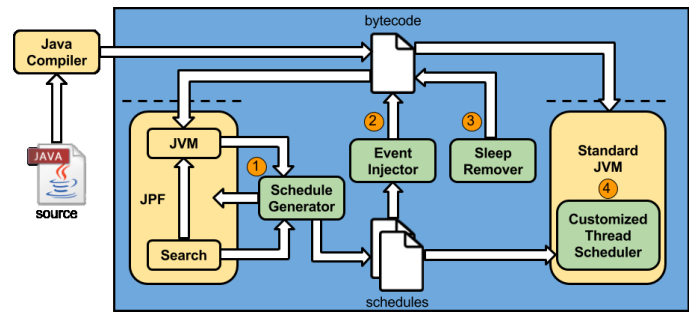 bytecode
Java
Compiler
JAVA
source
JPF
JVM
Search
1
Schedule
Generator
2
Event
Injector
3
Sleep
Remover
schedules
Standard
JVM
4
Customized
Thread
Scheduler